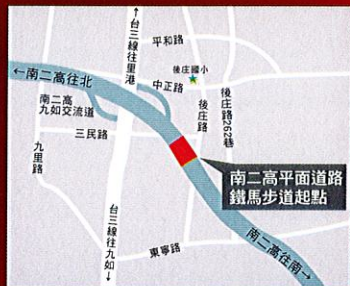 ↑台三線往里港
平和路
←南二高往北
後庄國小
中正路
南二高
九如交流道
後庄路
後庄路262巷
三民路
九里路
南二高平面道路
鐵馬步道起點
台三線往九如↓
東寧路
南二高往南→